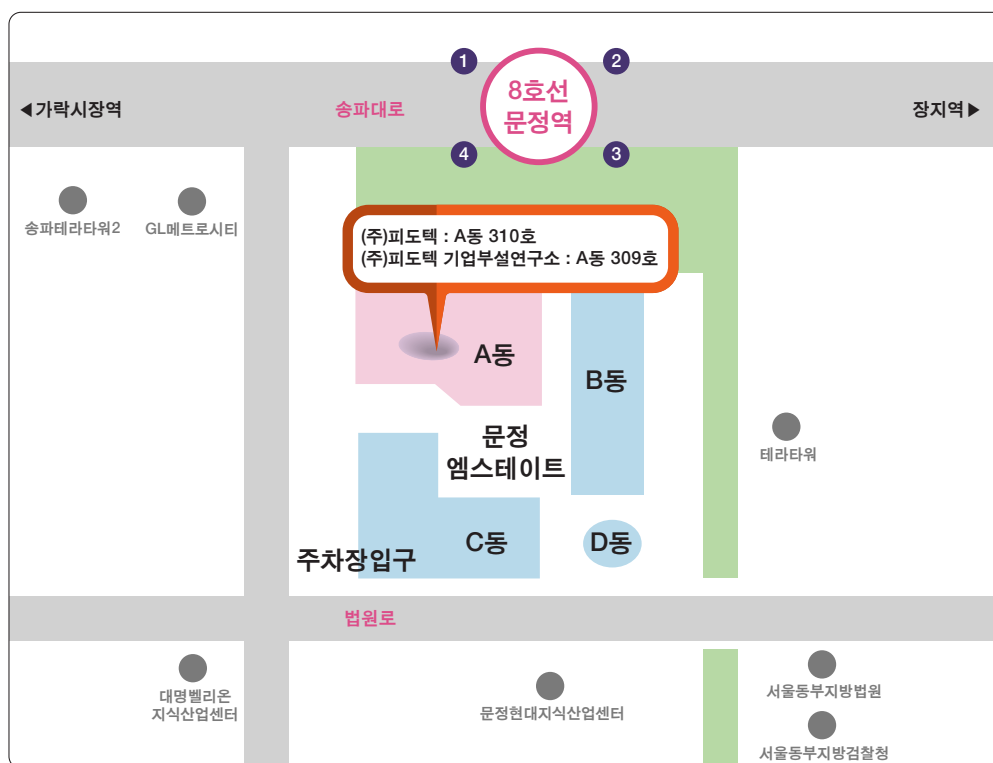 1
2
◀가락시장역
송파대로
8호선
문정역
장지역▶
4
3
송파테라타워2
GL메트로시티
(주)피도텍 : A동 310호
(주)피도텍 기업부설연구소 : A동 309호
A동
B동
문정
엠스테이트
테라타워
C동
D동
주차장입구
법원로
대명벨리온
지식산업센터
문정현대지식산업센터
서울동부지방법원
서울동부지방검찰청